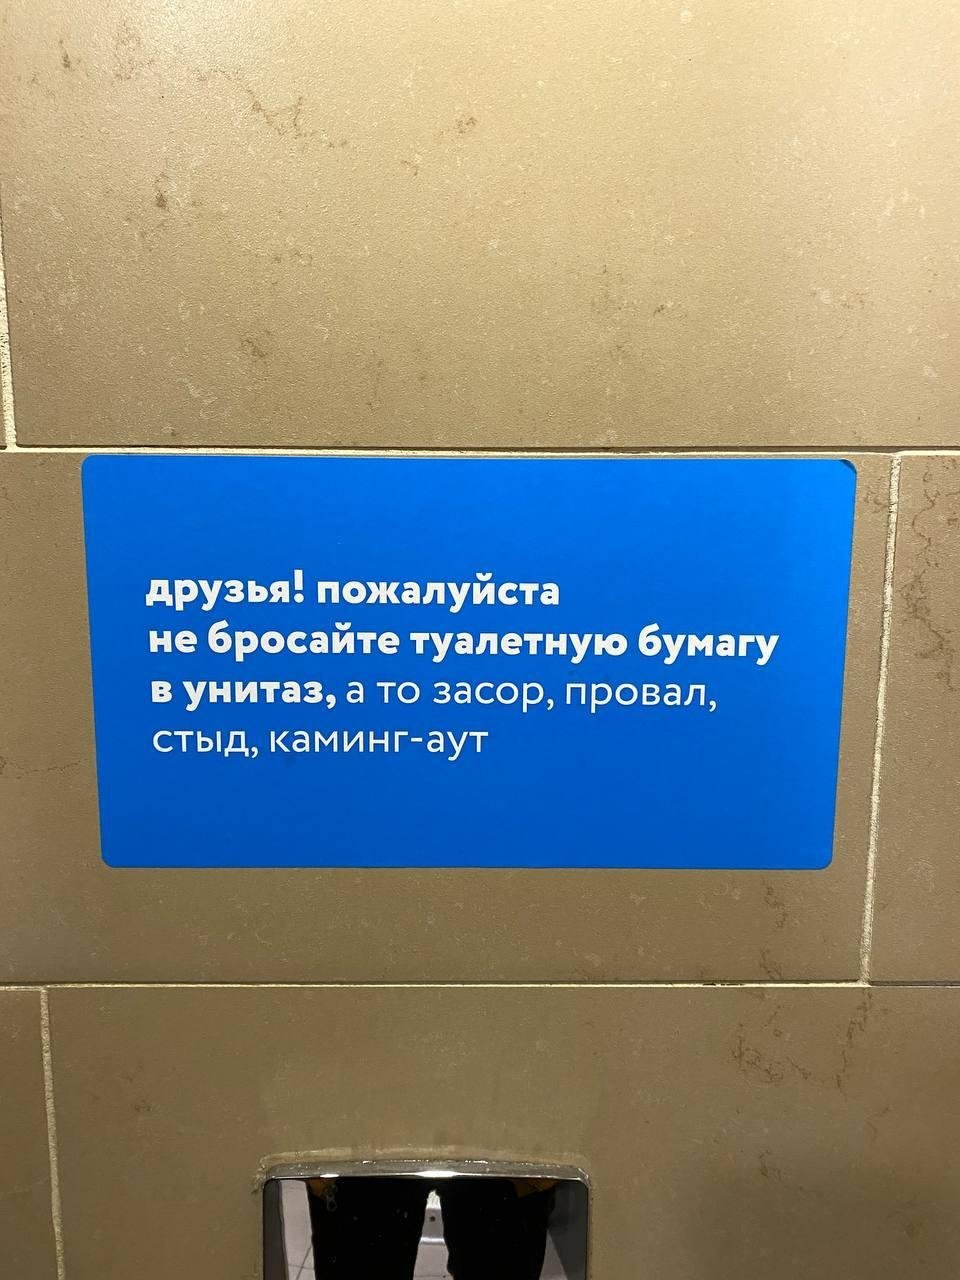 друзья! пожалуйста
не бросайте туалетную бумагу
в унитаз, а то засор, провал,
стыд, каминг-аут